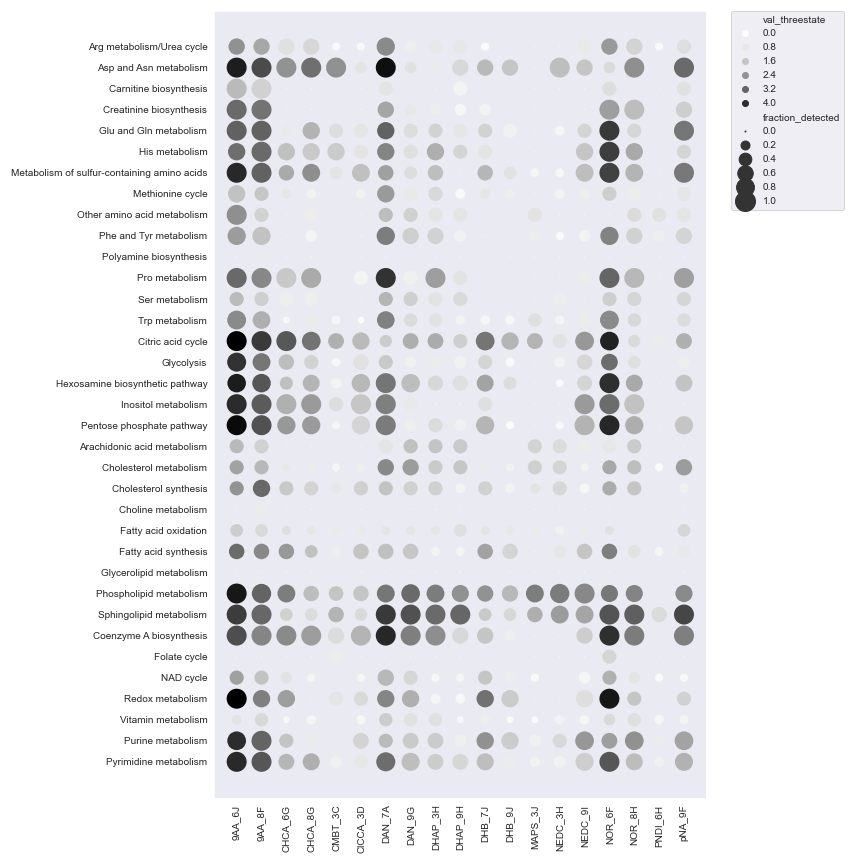 Arg metabolism/Urea cycle
Asp and Asn metabolism
Carnitine biosynthesis
Creatinine biosynthesis
Glu and Gln metabolism
His metabolism
Metabolism of sulfur-containing amino acids
Methionine cycle
Other amino acid metabolism
Phe and Tyr metabolism
Polyamine biosynthesis
Pro metabolism
Ser metabolism
Trp metabolism
Citric acid cycle
Glycolysis
Hexosamine biosynthetic pathway
Inositol metabolism
Pentose phosphate pathway
Arachidonic acid metabolism
Cholesterol metabolism
Cholesterol synthesis
Choline metabolism
Fatty acid oxidation
Fatty acid synthesis
Glycerolipid metabolism
Phospholipid metabolism
Sphingolipid metabolism
Coenzyme A biosynthesis
Folate cycle
NAD cycle
Redox metabolism
Vitamin metabolism
Purine metabolism
Pyrimidine metabolism
9AA_6J
9AA_8F
CHCA_6G
CHCA_8G
CMBT_3C
ClCCA_3D
DAN_7A
DAN_9G
DHAP_3H
DHAP_9H
DHB_7J
DHB_9J
MAPS_3J
NEDC_3H
NEDC_9I
NOR_6F
NOR_8H
PNDI_6H
pNA_9F
val_threestate
0.0
0.8
1.6
2.4
3.2
4.0
fraction_detected
0.0
0.2
0.4
0.6
0.8
1.0